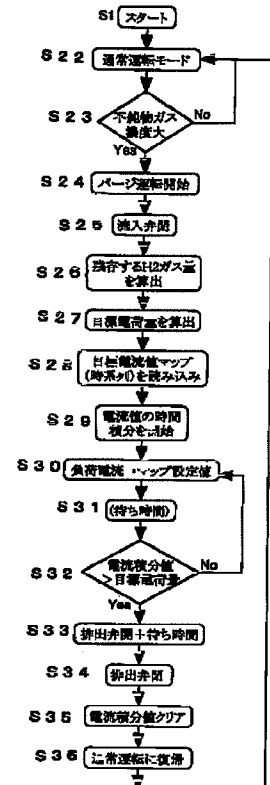 S1 スタート
S22 通常運転モード
S23 不純物ガス
濃度大
No
Yes
S24 パージ運転開始
S25 流入弁閉
S26 残存するH2ガス量
を算出
S27 目標電荷量を算出
S28 目標電流値マップ
(時系列)を読み込み
S29 電流値の時間
積分を開始
S30 負荷電流 マップ設定値
S31 (待ち時間)
S32 電流積分値
>目標電荷量
No
Yes
S33 排出弁開+待ち時間
S34 排出弁閉
S35 電流積分値クリア
S36 通常運転に復帰